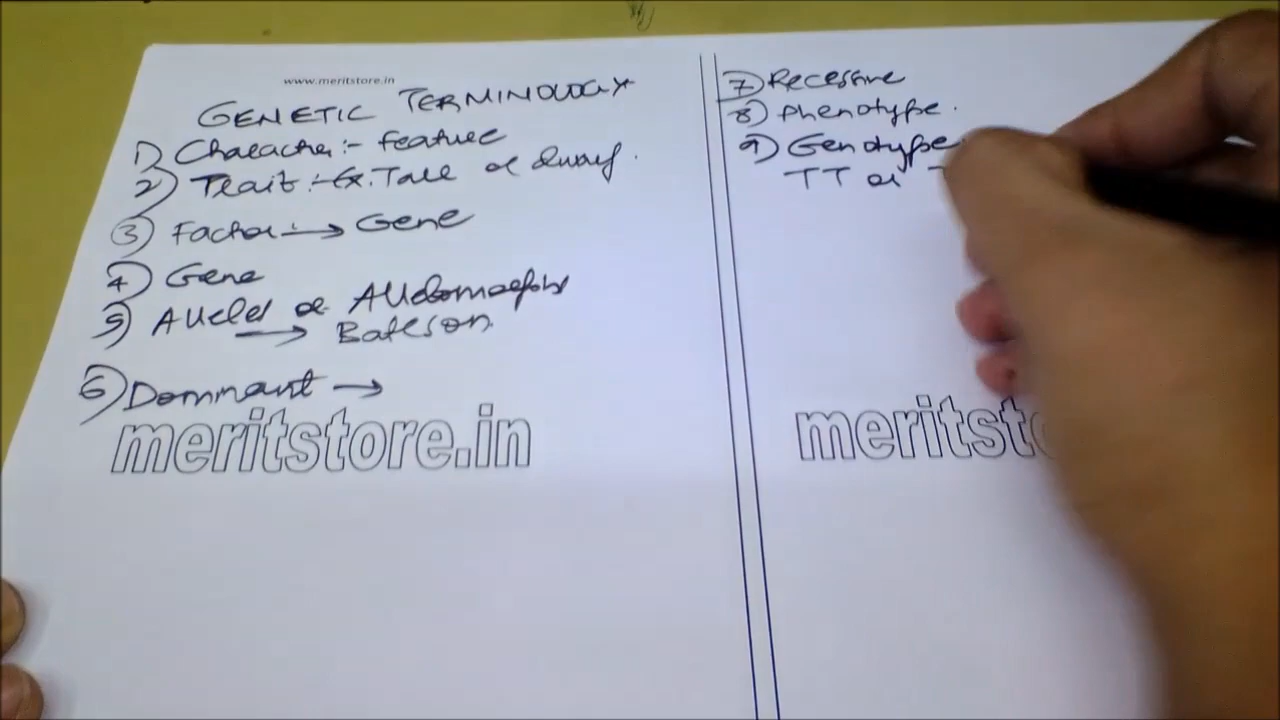 www.meritstore.in
GENETIC TERMINOLOGY
1) Character :- feature
2) Trait :- Ex. Tall or dwarf.
3) Factor :→ Gene
4) Gene
5) Alleles or Allelomorphs
→ Bateson.
6) Dominant →
meritstore.in
7) Recessive
8) Phenotype.
9) Genotype:
TT or T
meritsto